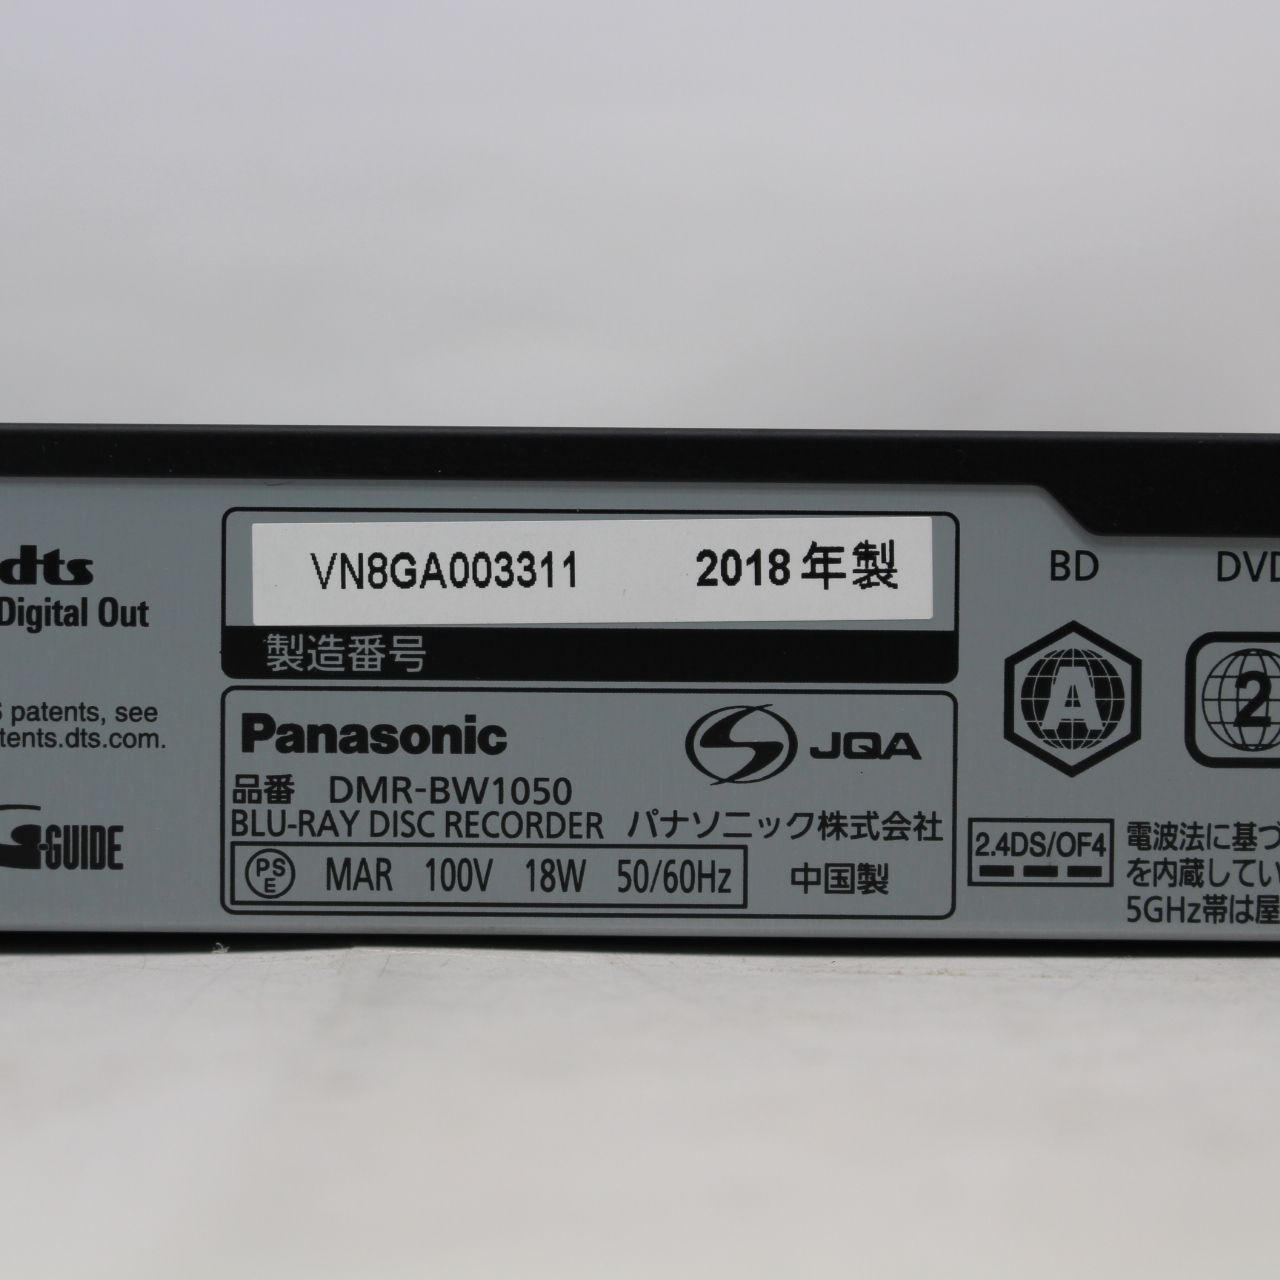 dts
Digital Out
S patents, see
tents.dts.com.
G-GUIDE
VN8GA003311 2018年製
製造番号
Panasonic
JQA
品番 DMR-BW1050
BLU-RAY DISC RECORDER パナソニック株式会社
PS E MAR 100V 18W 50/60Hz 中国製
BD DVD
A 2
2.4DS/OF4
電波法に基づ
を内蔵してい
5GHz帯は屋